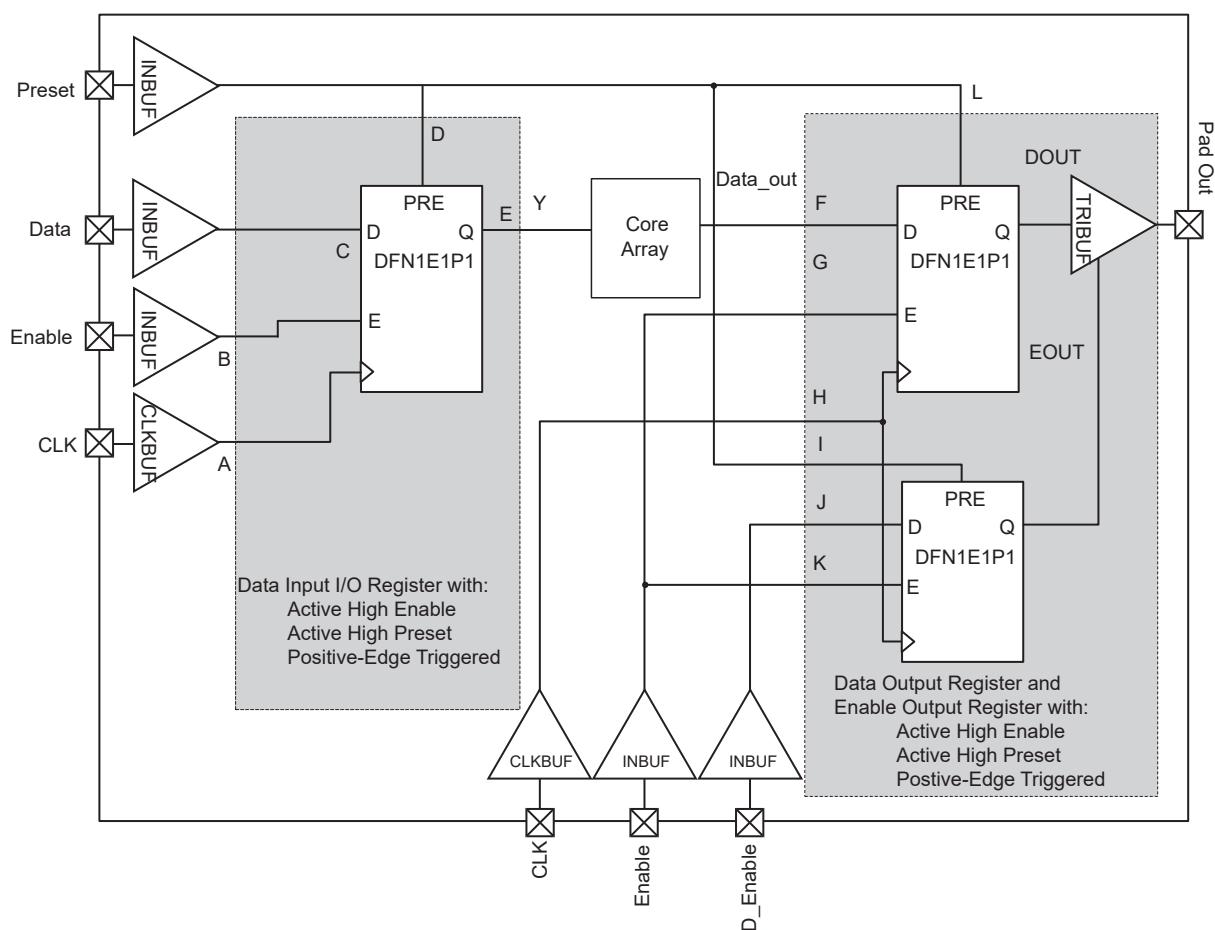 Preset
INBUF
L
D
Pad Out
DOUT
Data
INBUF
PRE
D
Q
C
DFN1E1P1
E
Y
Core
Array
Data_out
F
G
PRE
D
Q
DFN1E1P1
E
TRIBUF
Enable
INBUF
B
E
EOUT
CLK
CLKBUF
A
H
I
J
K
PRE
D
Q
DFN1E1P1
E
Data Input I/O Register with:
Active High Enable
Active High Preset
Positive-Edge Triggered
Data Output Register and
Enable Output Register with:
Active High Enable
Active High Preset
Postive-Edge Triggered
CLKBUF
INBUF
INBUF
CLK
Enable
D_Enable